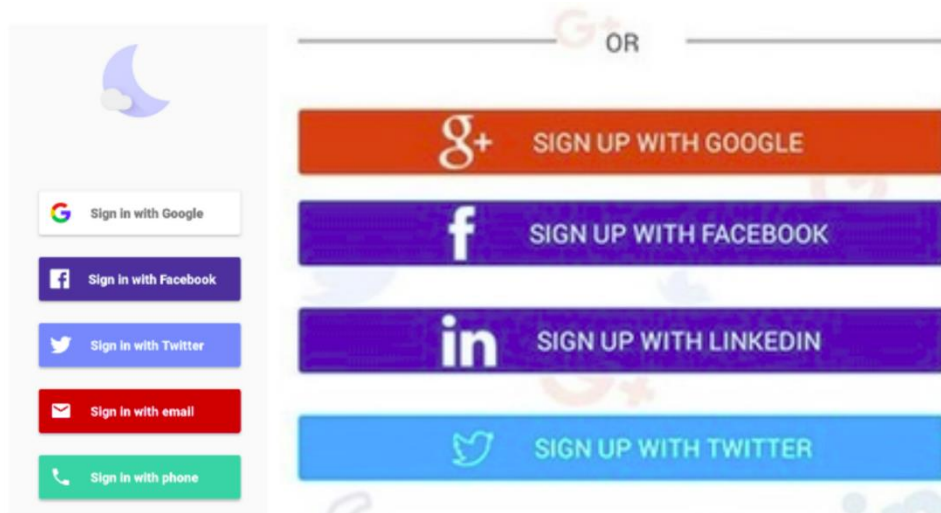 Sign in with Google
Sign in with Facebook
Sign in with Twitter
Sign in with email
Sign in with phone
OR
g+ SIGN UP WITH GOOGLE
f SIGN UP WITH FACEBOOK
in SIGN UP WITH LINKEDIN
SIGN UP WITH TWITTER